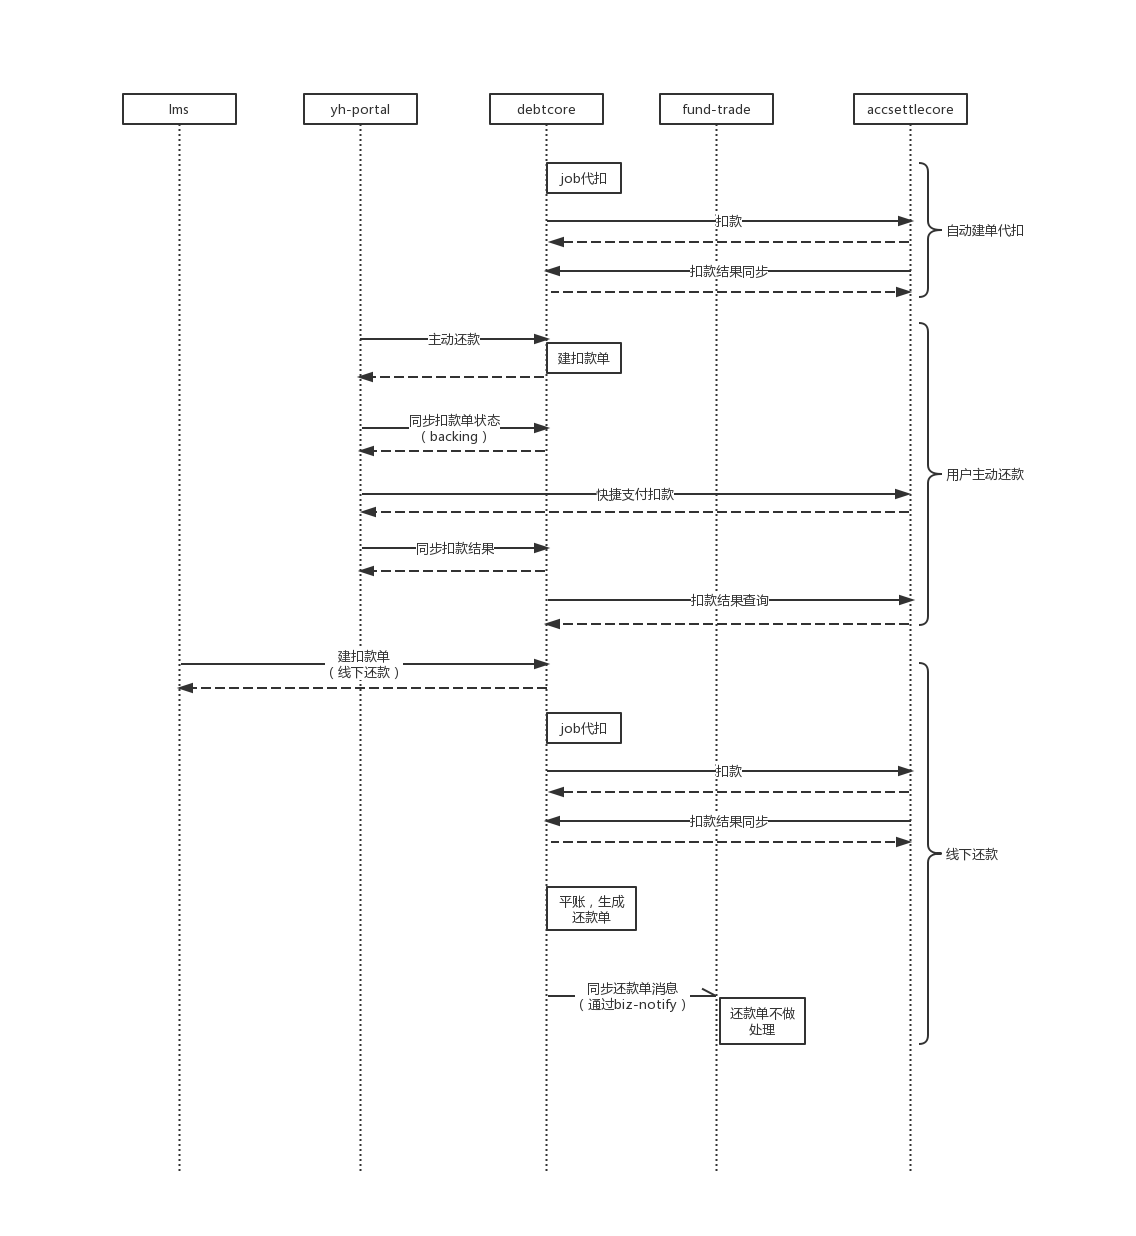 lms
yh-portal
debtcore
fund-trade
accsettlecore
job代扣
扣款
自动建单代扣
扣款结果同步
主动还款
建扣款单
同步扣款单状态
（backing）
用户主动还款
快捷支付扣款
同步扣款结果
扣款结果查询
建扣款单
（线下还款）
job代扣
扣款
扣款结果同步
线下还款
平账，生成
还款单
同步还款单消息
（通过biz-notify）
还款单不做
处理